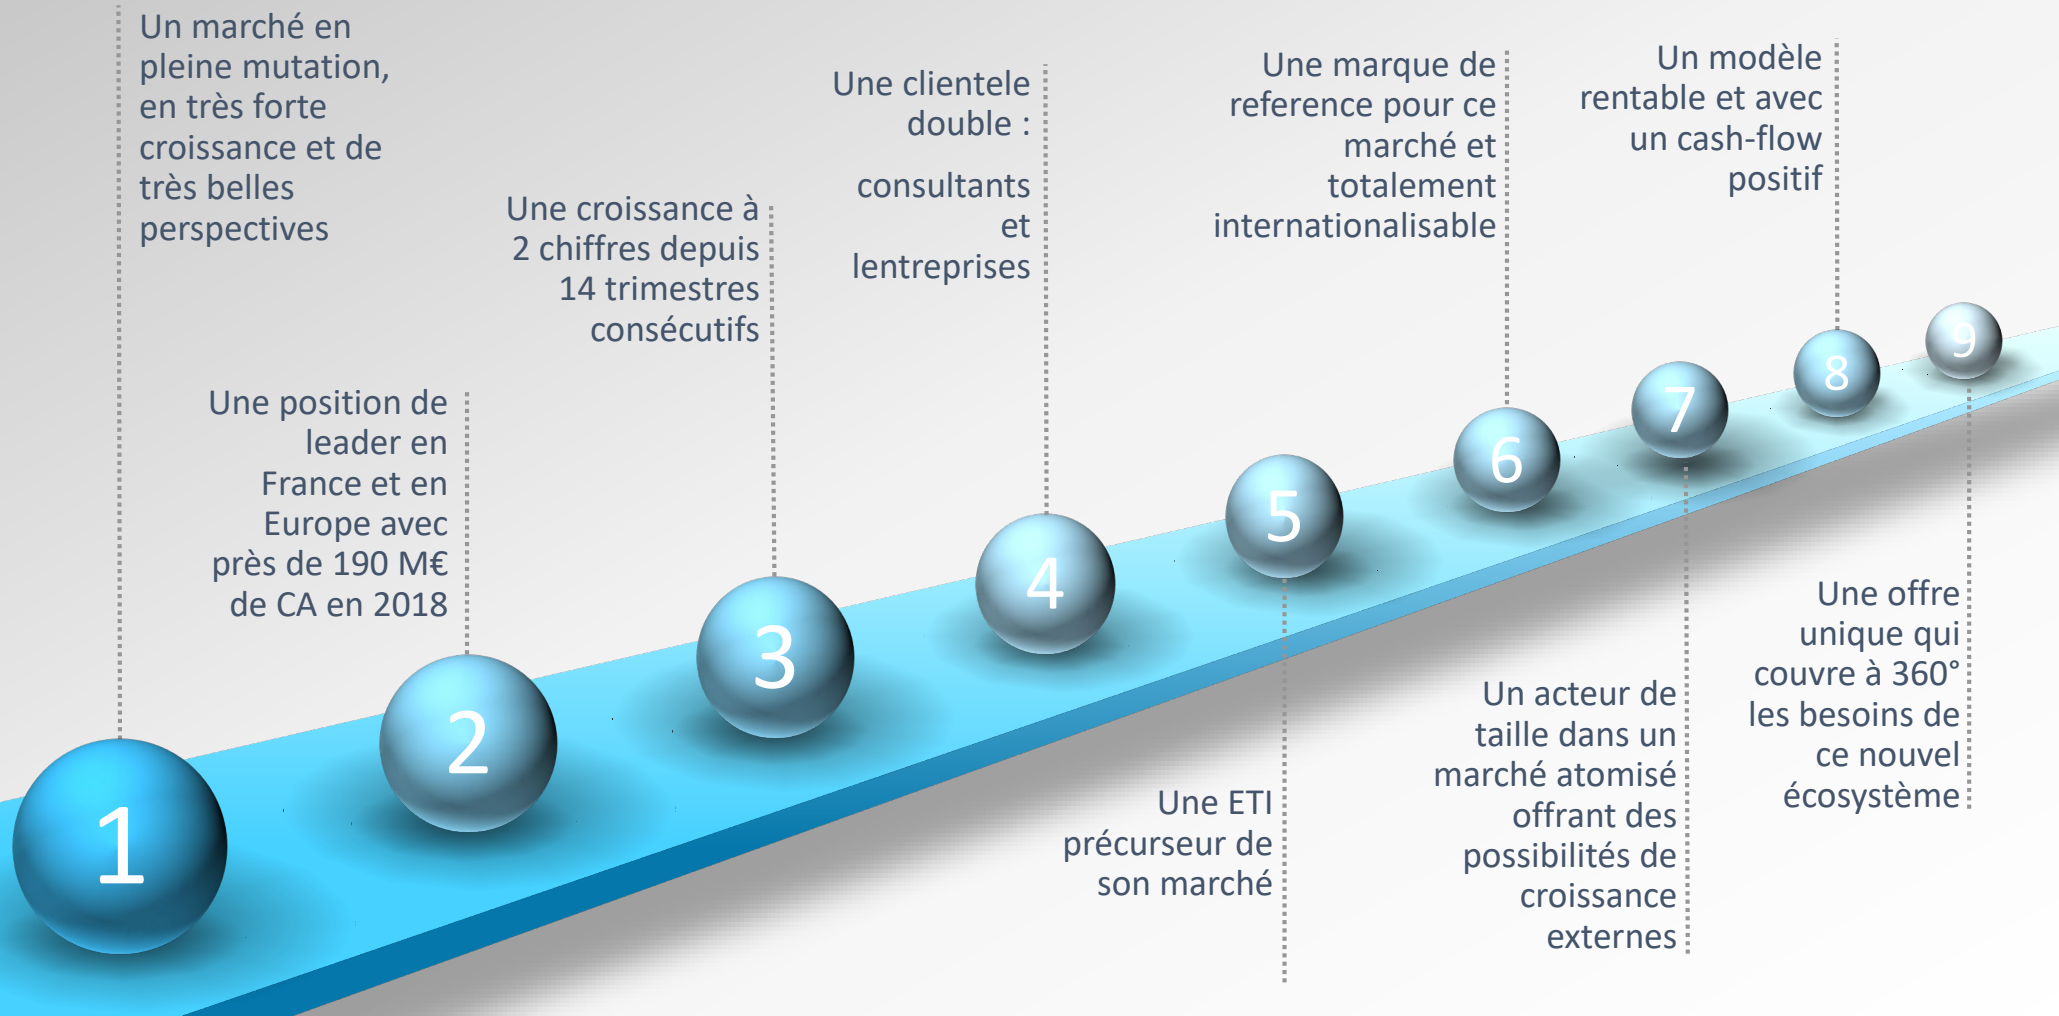 Un marché en
pleine mutation,
en très forte
croissance et de
très belles
perspectives
1
Une position de
leader en
France et en
Europe avec
près de 190 M€
de CA en 2018
2
Une croissance à
2 chiffres depuis
14 trimestres
consécutifs
3
Une clientele
double :
consultants
et
lentreprises
4
Une ETI
précurseur de
son marché
5
Une marque de
reference pour ce
marché et
totalement
internationalisable
6
Un acteur de
taille dans un
marché atomisé
offrant des
possibilités de
croissance
externes
7
Un modèle
rentable et avec
un cash-flow
positif
8
Une offre
unique qui
couvre à 360°
les besoins de
ce nouvel
écosystème
9